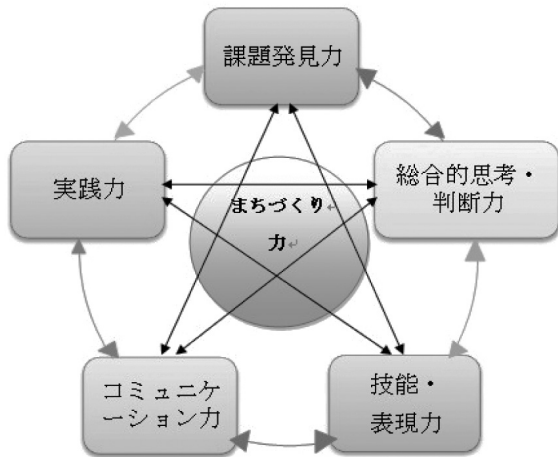 課題発見力
実践力
総合的思考・
判断力
まちづくり
力
コミュニケ
ーション力
技能・
表現力